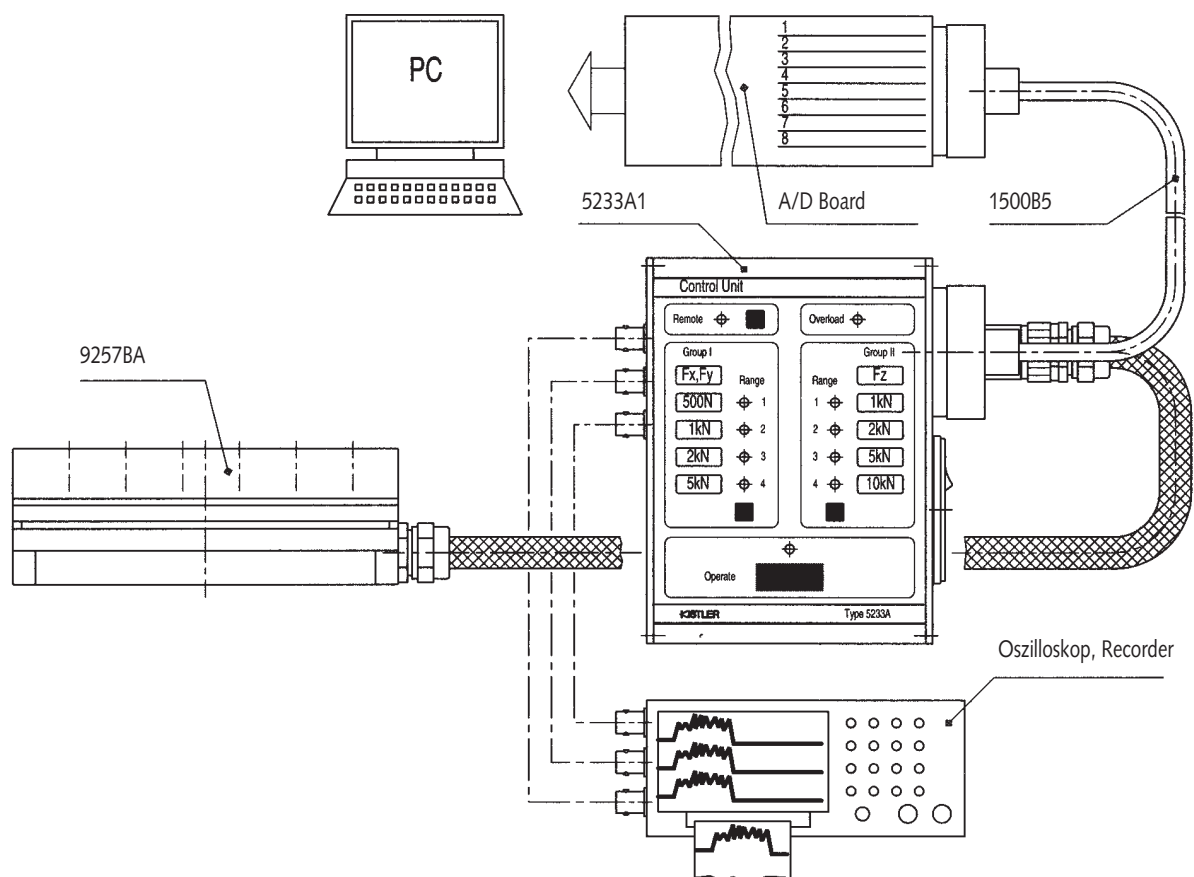 PC
1
2
3
4
5
6
7
8
5233A1
A/D Board
1500B5
Control Unit
Remote
Overload
9257BA
Group I
Group II
Fx,Fy
Range
Range
Fz
500N
1
1
1kN
1kN
2
2
2kN
2kN
3
3
5kN
5kN
4
4
10kN
Operate
KISTLER
Type 5233A
Oszilloskop, Recorder